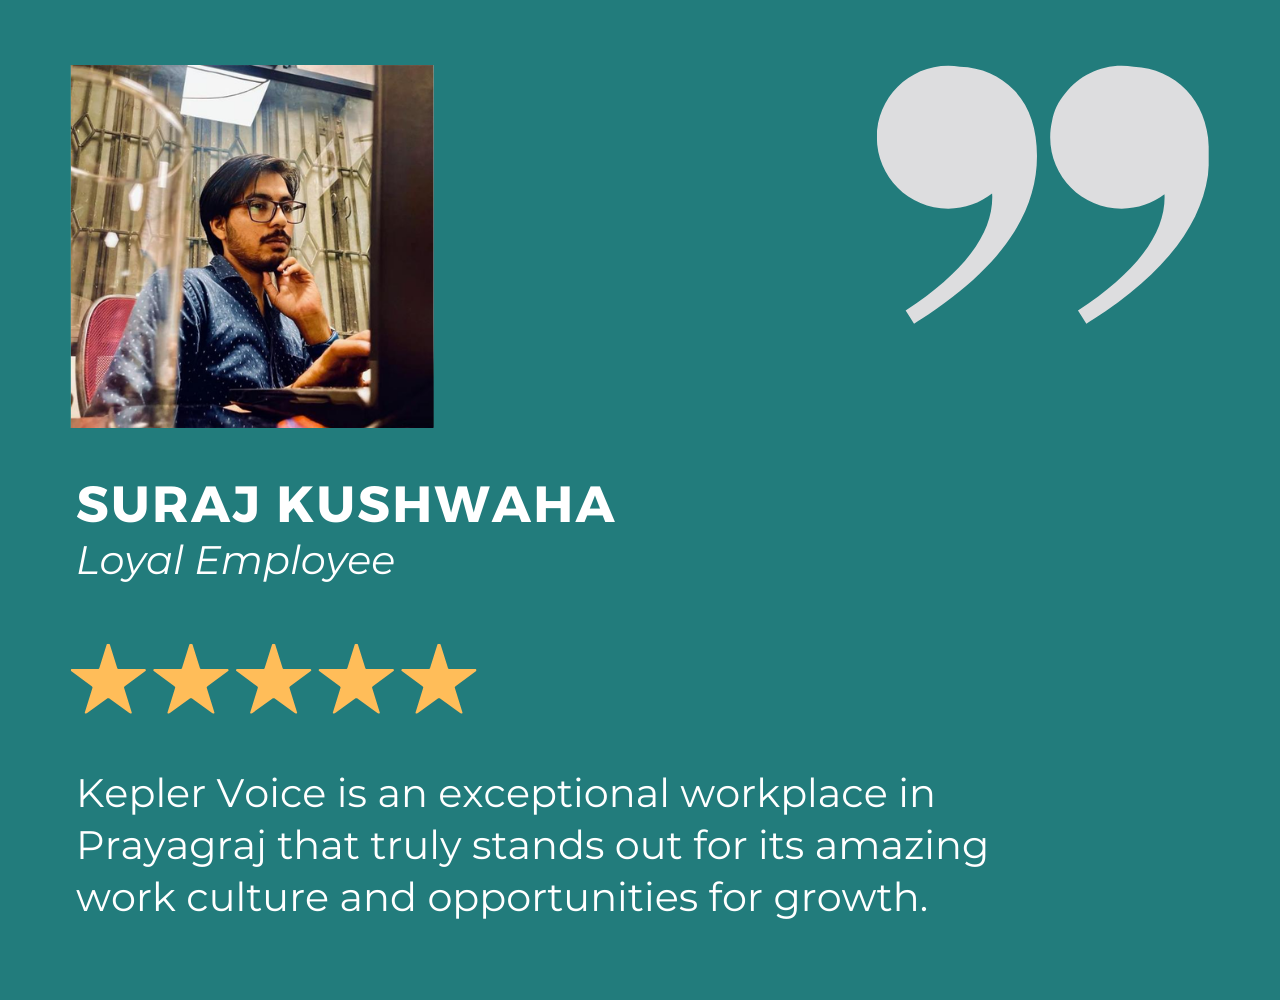 SURAJ KUSHWAHA
Loyal Employee
Kepler Voice is an exceptional workplace in
Prayagraj that truly stands out for its amazing
work culture and opportunities for growth.